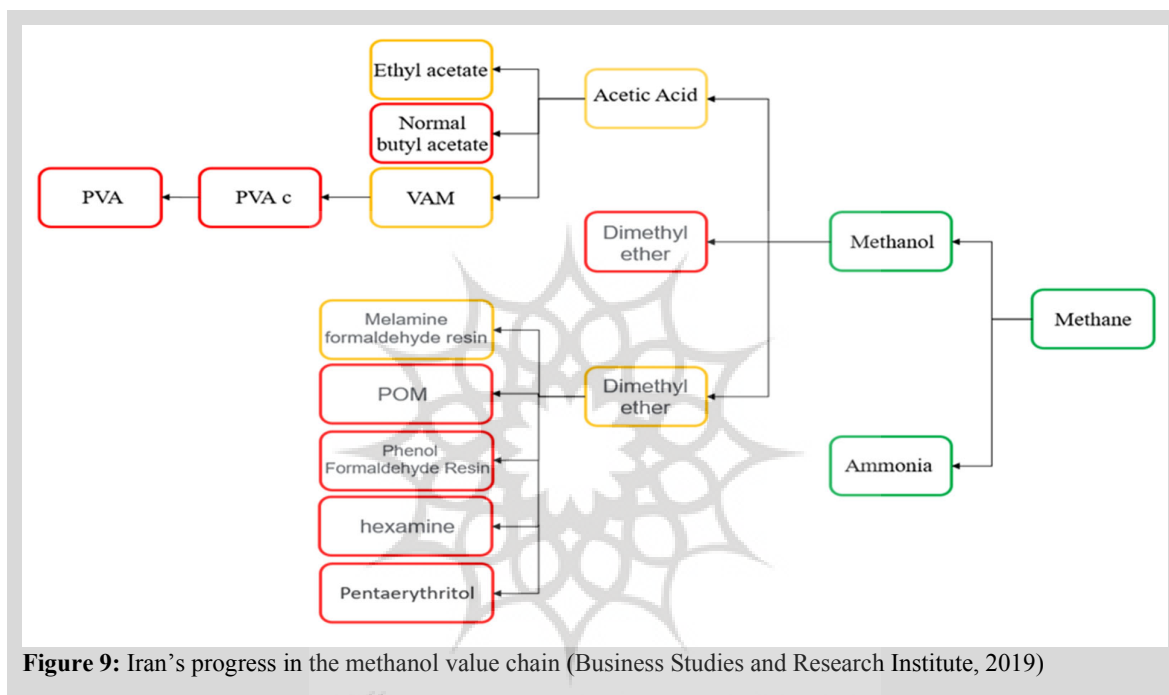 Ethyl acetate
Acetic Acid
Normal
butyl acetate
PVA
PVA c
VAM
Dimethyl
ether
Methanol
Methane
Melamine
formaldehyde resin
POM
Dimethyl
ether
Phenol
Formaldehyde Resin
Ammonia
hexamine
Pentaerythritol
Figure 9: Iran’s progress in the methanol value chain (Business Studies and Research Institute, 2019)